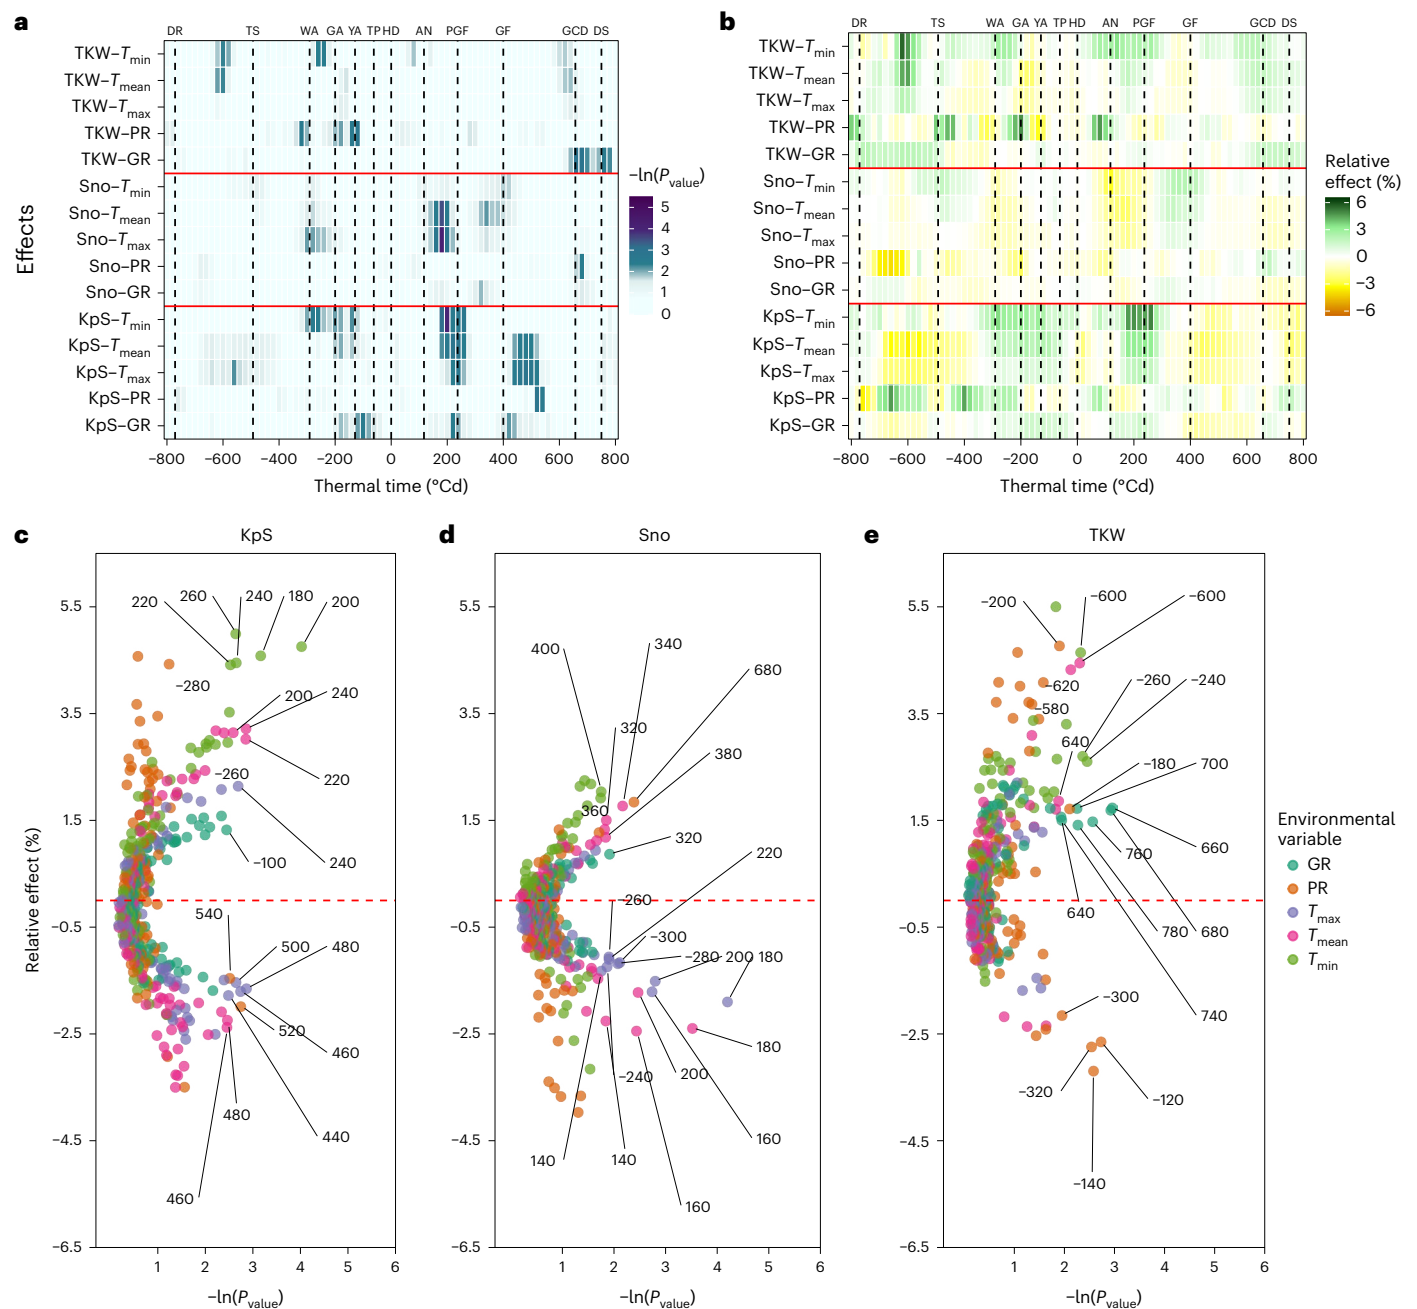 a
DR TS WA GA YA TP HD AN PGF GF GCD DS
TKW–Tmin
TKW–Tmean
TKW–Tmax
TKW–PR
TKW–GR
Sno–Tmin
Sno–Tmean
Sno–Tmax
Sno–PR
Sno–GR
KpS–Tmin
KpS–Tmean
KpS–Tmax
KpS–PR
KpS–GR
Effects
−800 −600 −400 −200 0 200 400 600 800
Thermal time (°Cd)
−ln(Pvalue)
5
4
3
2
1
0
b
DR TS WA GA YA TP HD AN PGF GF GCD DS
TKW–Tmin
TKW–Tmean
TKW–Tmax
TKW–PR
TKW–GR
Sno–Tmin
Sno–Tmean
Sno–Tmax
Sno–PR
Sno–GR
KpS–Tmin
KpS–Tmean
KpS–Tmax
KpS–PR
KpS–GR
−800 −600 −400 −200 0 200 400 600 800
Thermal time (°Cd)
Relative
effect (%)
6
3
0
−3
−6
c
KpS
Relative effect (%)
5.5
3.5
1.5
−0.5
−2.5
−4.5
−6.5
220 260 240 180 200
−280
200 240
−260 220
−100 240
540
500 480
520
460
480
440
460
1 2 3 4 5 6
−ln(Pvalue)
d
Sno
5.5
3.5
1.5
−0.5
−2.5
−4.5
−6.5
400 340
680
320
380
360
320
220
−260
−300
−280 200 180
180
−240 200
160
140 140
160
1 2 3 4 5 6
−ln(Pvalue)
e
TKW
5.5
3.5
1.5
−0.5
−2.5
−4.5
−6.5
−200 −600 −600
−620 −260 −240
−580
640
−180 700
760 660
640
780 680
−300
740
−320 −120
−140
1 2 3 4 5 6
−ln(Pvalue)
Environmental
variable
GR
PR
Tmax
Tmean
Tmin